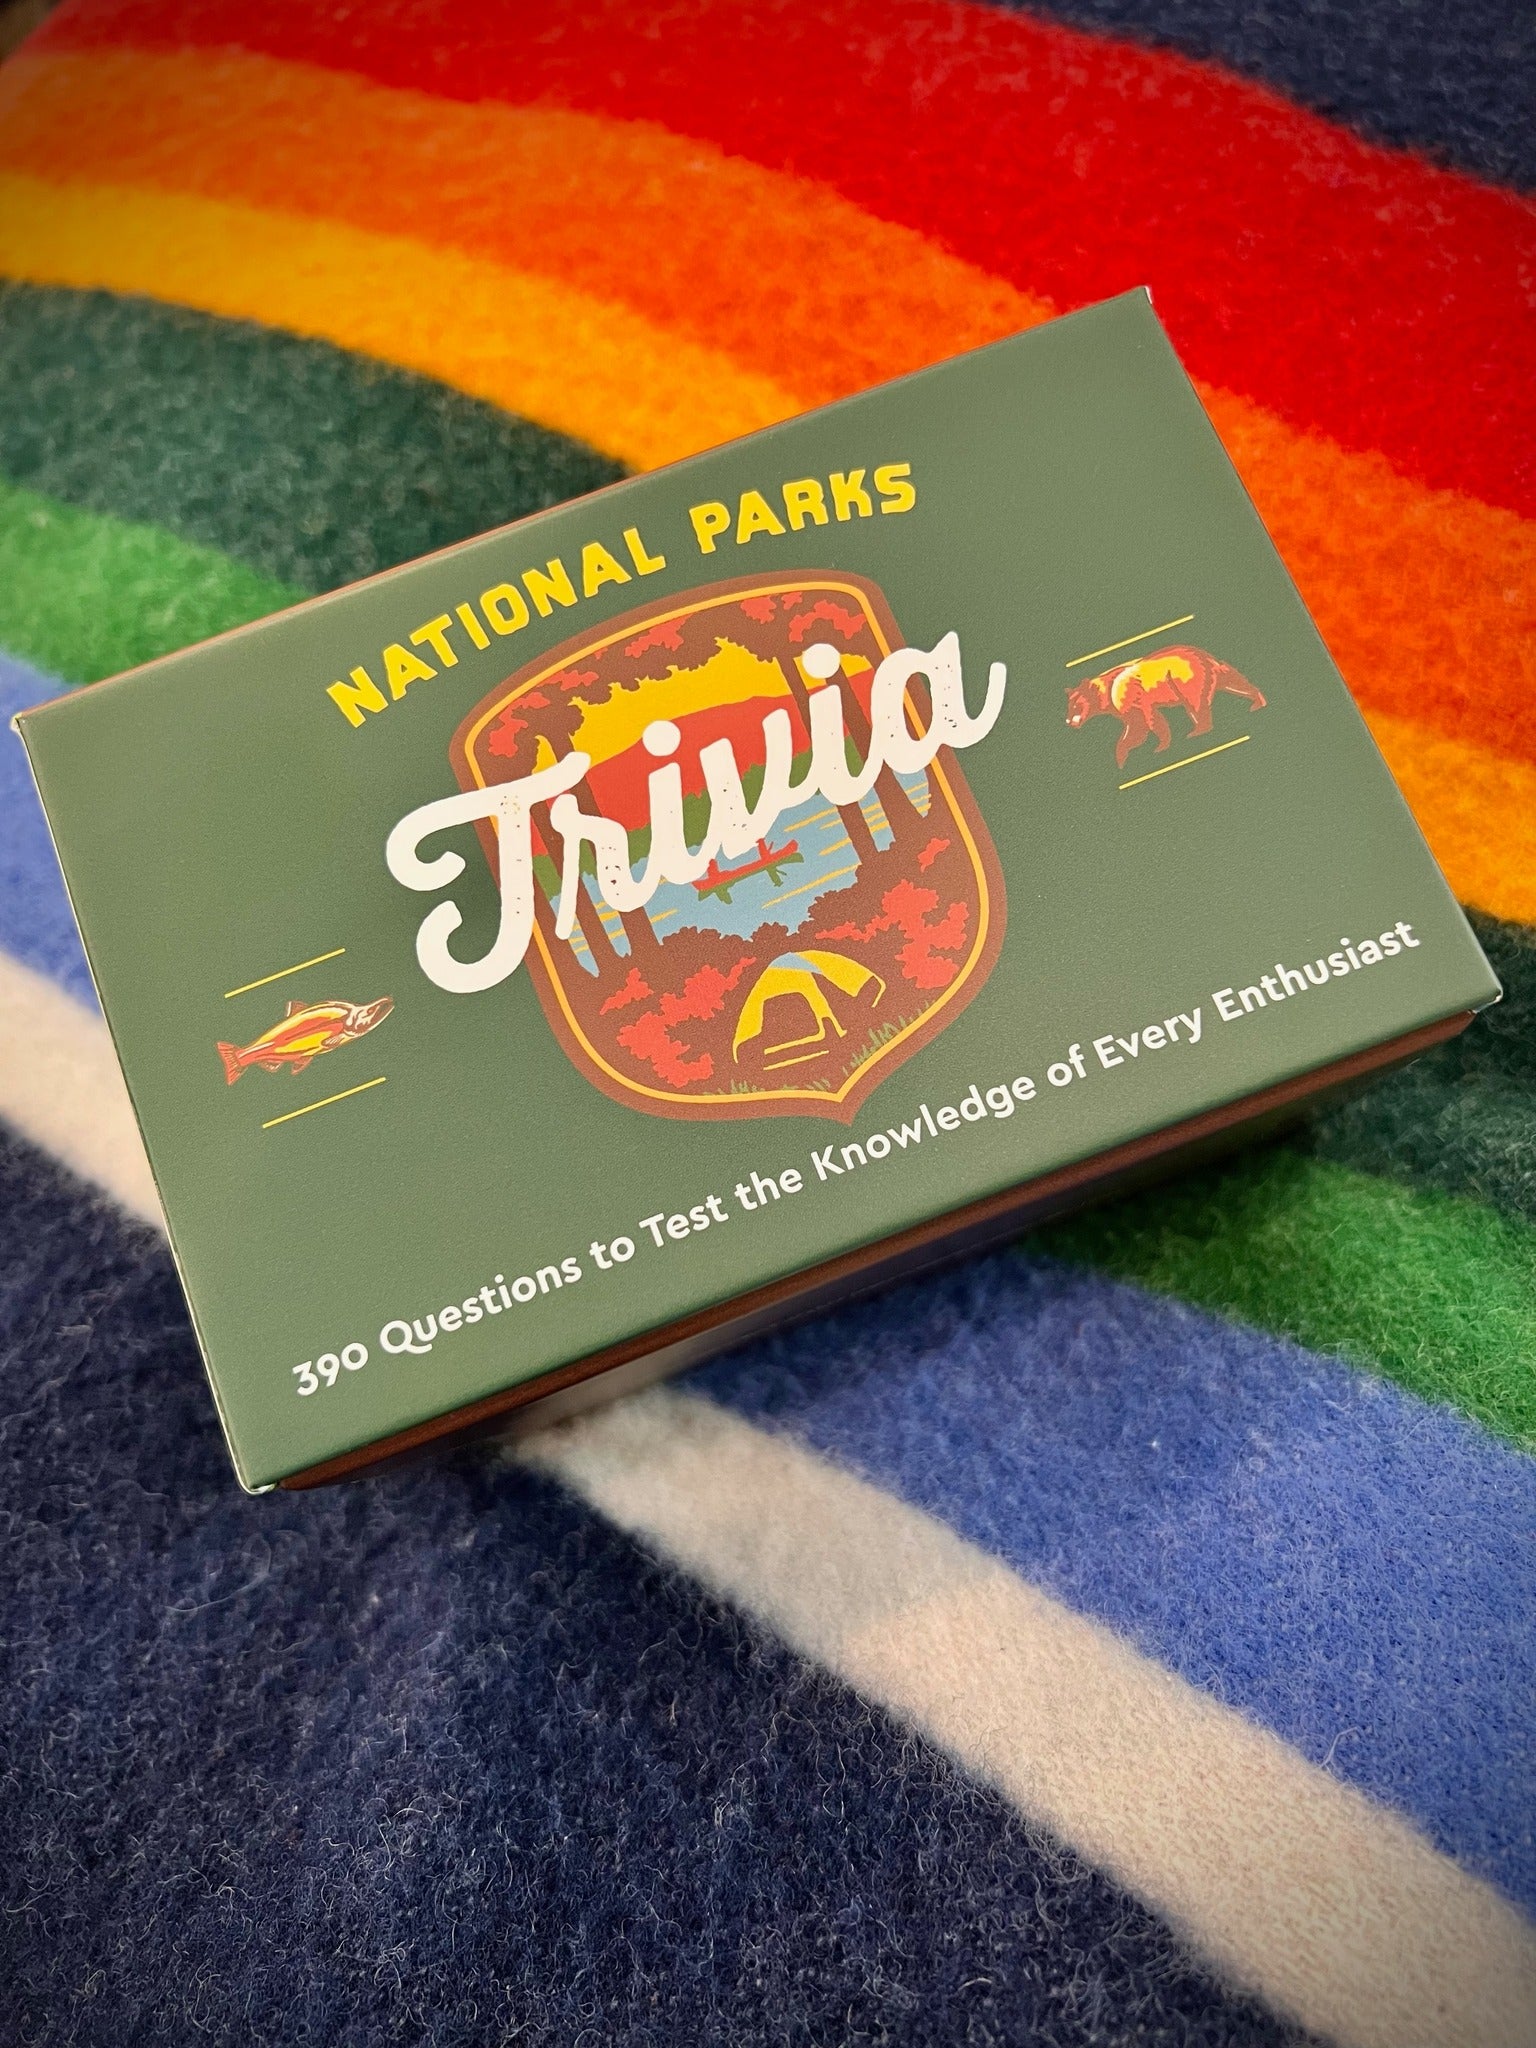 NATIONAL PARKS
Trivia
390 Questions to Test the Knowledge of Every Enthusiast